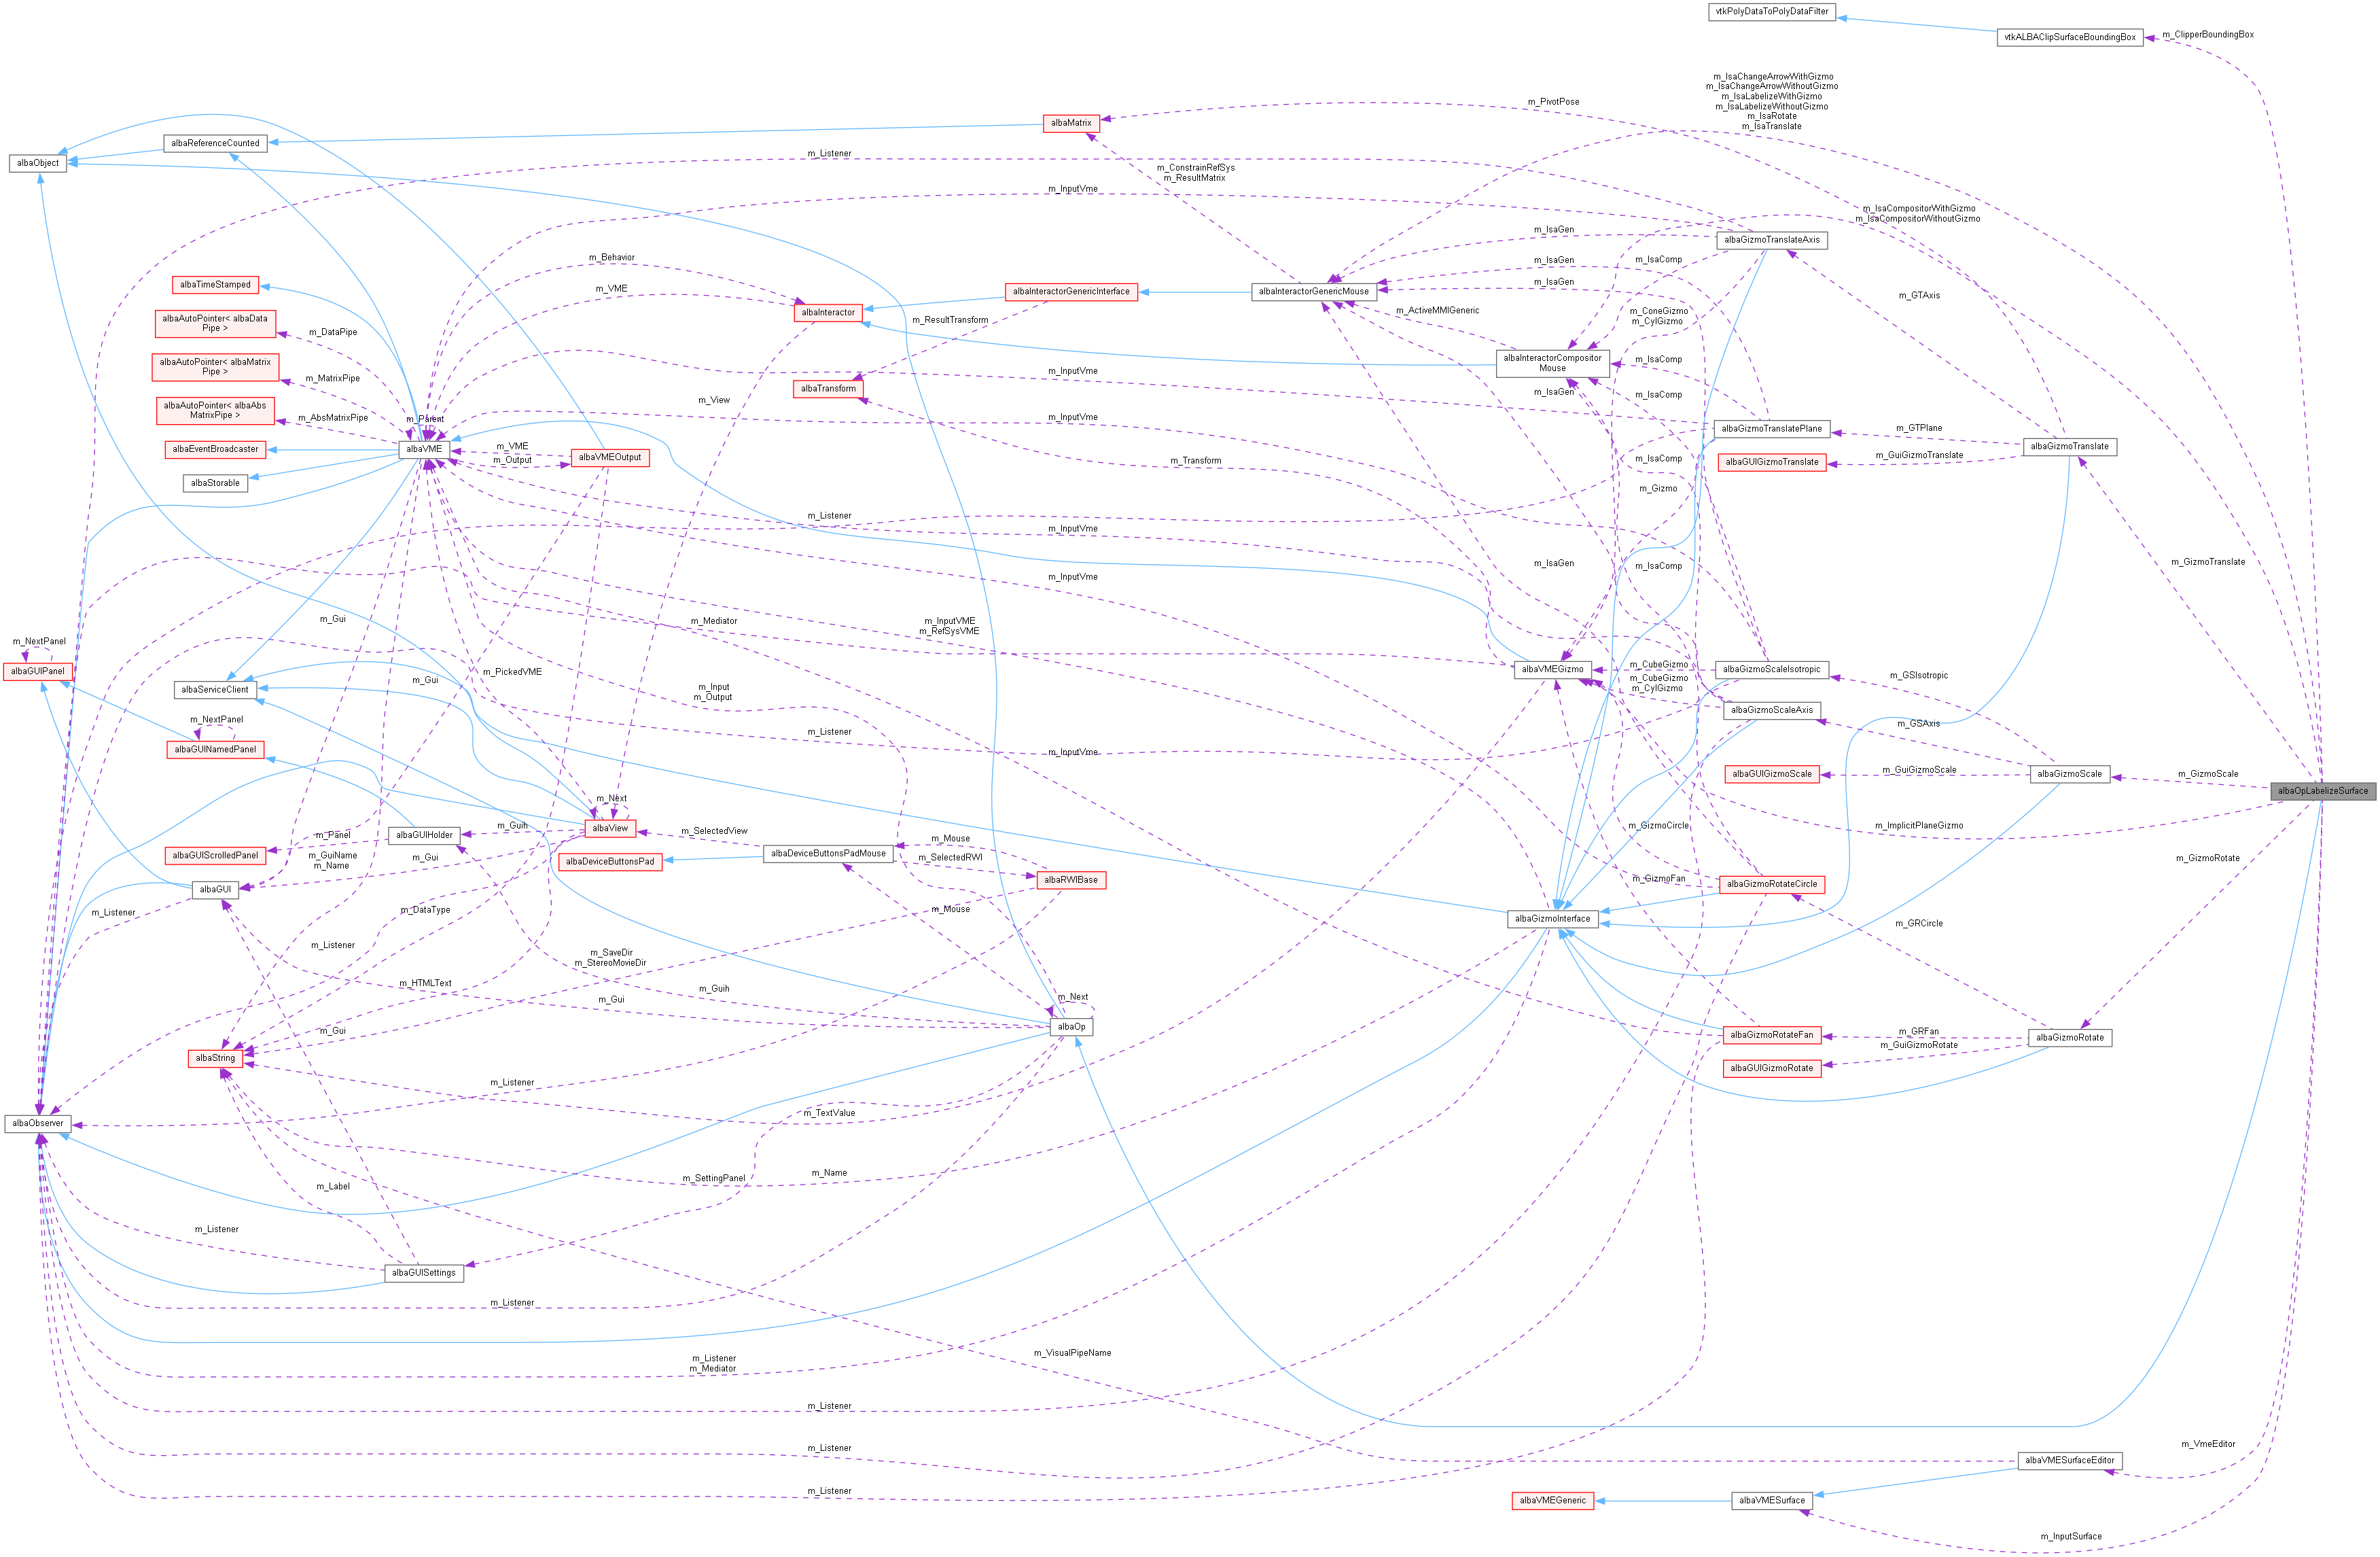 vtkPolyDataToPolyDataFilter
vtkALBAClipSurfaceBoundingBox
m_ClipperBoundingBox
m_IsaChangeArrowWithGizmo
m_IsaChangeArrowWithoutGizmo
m_IsaLabelizeWithGizmo
m_IsaLabelizeWithoutGizmo
m_IsaRotate
m_IsaTranslate
m_PivotPose
albaMatrix
albaReferenceCounted
albaObject
m_Listener
m_ConstrainRefSys
m_ResultMatrix
m_InputVme
m_IsaCompositorWithGizmo
m_IsaCompositorWithoutGizmo
m_IsaGen
albaGizmoTranslateAxis
m_Behavior
m_IsaComp
m_IsaGen
albaTimeStamped
m_VME
albaInteractorGenericInterface
albaInteractorGenericMouse
m_IsaGen
m_GTAxis
albaAutoPointer< albaData
Pipe >
m_DataPipe
albaInteractor
m_ResultTransform
m_ActiveMMIGeneric
m_ConeGizmo
m_CylGizmo
albaAutoPointer< albaMatrix
Pipe >
m_MatrixPipe
albaInteractorCompositor
Mouse
m_IsaComp
m_InputVme
albaTransform
m_IsaGen
m_IsaComp
albaAutoPointer< albaAbs
MatrixPipe >
m_AbsMatrixPipe
m_Parent
m_View
m_InputVme
albaGizmoTranslatePlane
m_GTPlane
albaEventBroadcaster
albaVME
m_VME
m_Output
albaVMEOutput
m_Transform
m_IsaComp
albaGizmoTranslate
albaGUIGizmoTranslate
m_GuiGizmoTranslate
albaStorable
m_Gizmo
m_Listener
m_InputVme
m_IsaGen
m_IsaComp
m_GizmoTranslate
m_InputVme
m_Gui
m_Mediator
m_InputVME
m_RefSysVME
m_NextPanel
albaGUIPanel
albaServiceClient
m_Gui
m_PickedVME
m_Input
m_Output
albaVMEGizmo
m_CubeGizmo
albaGizmoScaleIsotropic
m_GSIsotropic
m_CubeGizmo
m_CylGizmo
albaGizmoScaleAxis
m_GSAxis
m_NextPanel
albaGUINamedPanel
m_Listener
m_InputVme
albaGUIGizmoScale
m_GuiGizmoScale
albaGizmoScale
m_GizmoScale
albaOpLabelizeSurface
m_Next
m_Guih
albaView
m_SelectedView
m_Mouse
m_GizmoCircle
m_ImplicitPlaneGizmo
m_Panel
albaGUIHolder
albaGUIScrolledPanel
m_GuiName
m_Name
m_Gui
albaDeviceButtonsPad
albaDeviceButtonsPadMouse
m_SelectedRWI
albaRWIBase
m_GizmoFan
albaGizmoRotateCircle
m_GizmoRotate
albaGUI
m_Listener
m_DataType
m_Mouse
albaGizmoInterface
m_GRCircle
m_Listener
m_SaveDir
m_StereoMovieDir
m_HTMLText
m_Guih
m_Gui
m_Next
albaOp
m_Gui
albaString
albaGizmoRotateFan
m_GRFan
m_GuiGizmoRotate
albaGizmoRotate
albaGUIGizmoRotate
m_Listener
m_TextValue
albaObserver
m_SettingPanel
m_Name
m_Label
m_Listener
albaGUISettings
m_Listener
m_VisualPipeName
m_Listener
m_Mediator
m_Listener
m_Listener
m_Listener
m_VmeEditor
albaVMESurfaceEditor
albaVMEGeneric
albaVMESurface
m_InputSurface